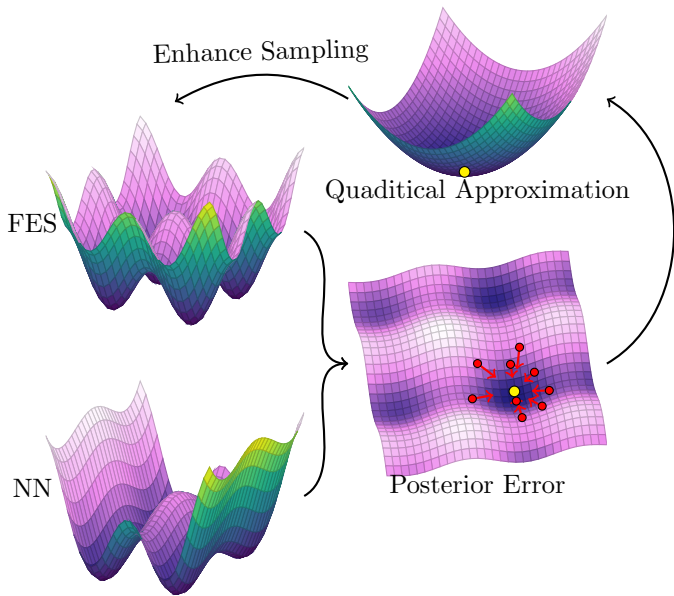 Enhance Sampling
Quaditical Approximation
FES
NN
Posterior Error